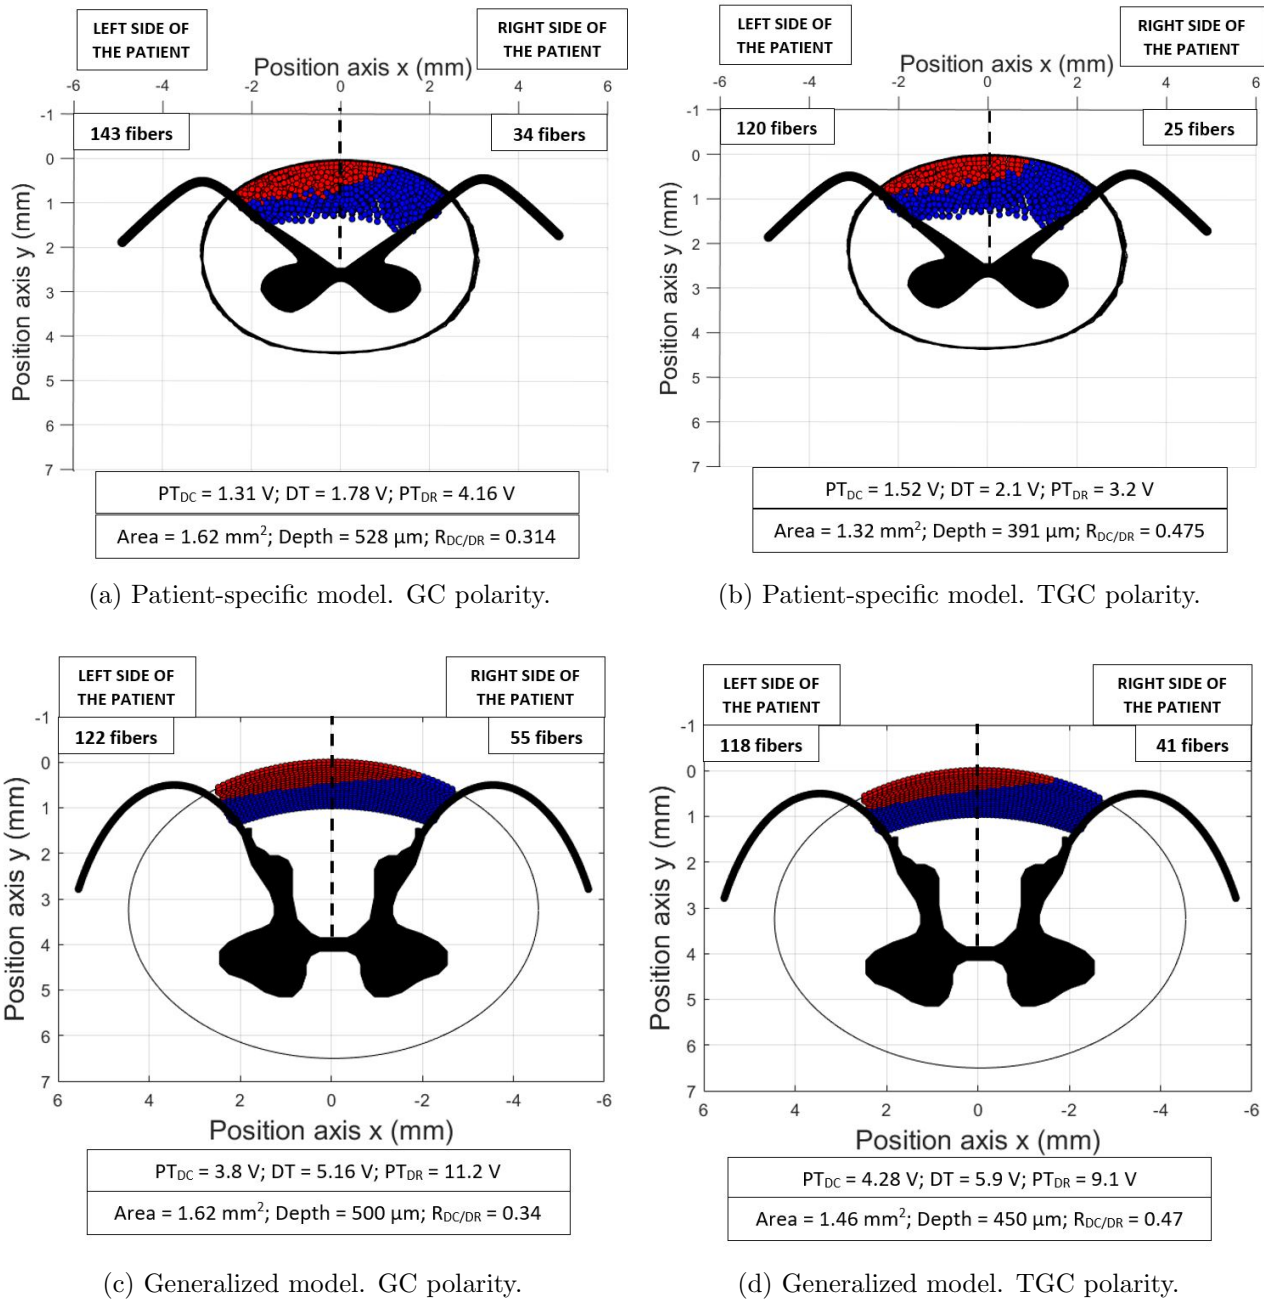 LEFT SIDE OF
THE PATIENT
RIGHT SIDE OF
THE PATIENT
Position axis x (mm)
-6 -4 -2 0 2 4 6
143 fibers
34 fibers
-1
0
1
2
3
4
5
6
7
Position axis y (mm)
PTDC = 1.31 V; DT = 1.78 V; PTDR = 4.16 V
Area = 1.62 mm²; Depth = 528 µm; RDC/DR = 0.314
(a) Patient-specific model. GC polarity.
LEFT SIDE OF
THE PATIENT
RIGHT SIDE OF
THE PATIENT
Position axis x (mm)
-6 -4 -2 0 2 4 6
120 fibers
25 fibers
-1
0
1
2
3
4
5
6
7
Position axis y (mm)
PTDC = 1.52 V; DT = 2.1 V; PTDR = 3.2 V
Area = 1.32 mm²; Depth = 391 µm; RDC/DR = 0.475
(b) Patient-specific model. TGC polarity.
LEFT SIDE OF
THE PATIENT
RIGHT SIDE OF
THE PATIENT
122 fibers
55 fibers
-1
0
1
2
3
4
5
6
7
Position axis y (mm)
6 4 2 0 -2 -4 -6
Position axis x (mm)
PTDC = 3.8 V; DT = 5.16 V; PTDR = 11.2 V
Area = 1.62 mm²; Depth = 500 µm; RDC/DR = 0.34
(c) Generalized model. GC polarity.
LEFT SIDE OF
THE PATIENT
RIGHT SIDE OF
THE PATIENT
118 fibers
41 fibers
-1
0
1
2
3
4
5
6
7
Position axis y (mm)
6 4 2 0 -2 -4 -6
Position axis x (mm)
PTDC = 4.28 V; DT = 5.9 V; PTDR = 9.1 V
Area = 1.46 mm²; Depth = 450 µm; RDC/DR = 0.47
(d) Generalized model. TGC polarity.